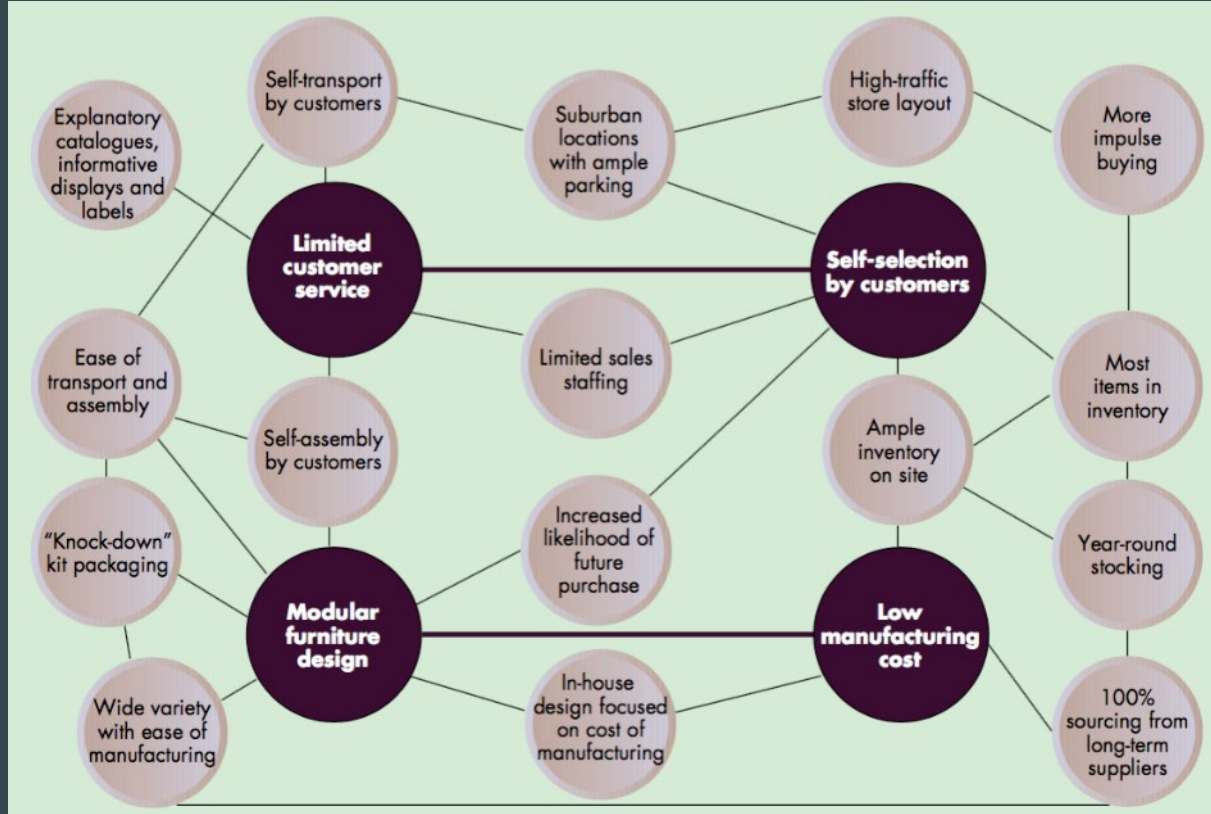 Explanatory
catalogues,
informative
displays and
labels
Self-transport
by customers
Suburban
locations
with ample
parking
High-traffic
store layout
More
impulse
buying
Limited
customer
service
Self-selection
by customers
Ease of
transport and
assembly
Self-assembly
by customers
Limited sales
staffing
Ample
inventory
on site
Most
items in
inventory
"Knock-down"
kit packaging
Increased
likelihood of
future
purchase
Year-round
stocking
Modular
furniture
design
Low
manufacturing
cost
Wide variety
with ease of
manufacturing
In-house
design focused
on cost of
manufacturing
100%
sourcing from
long-term
suppliers